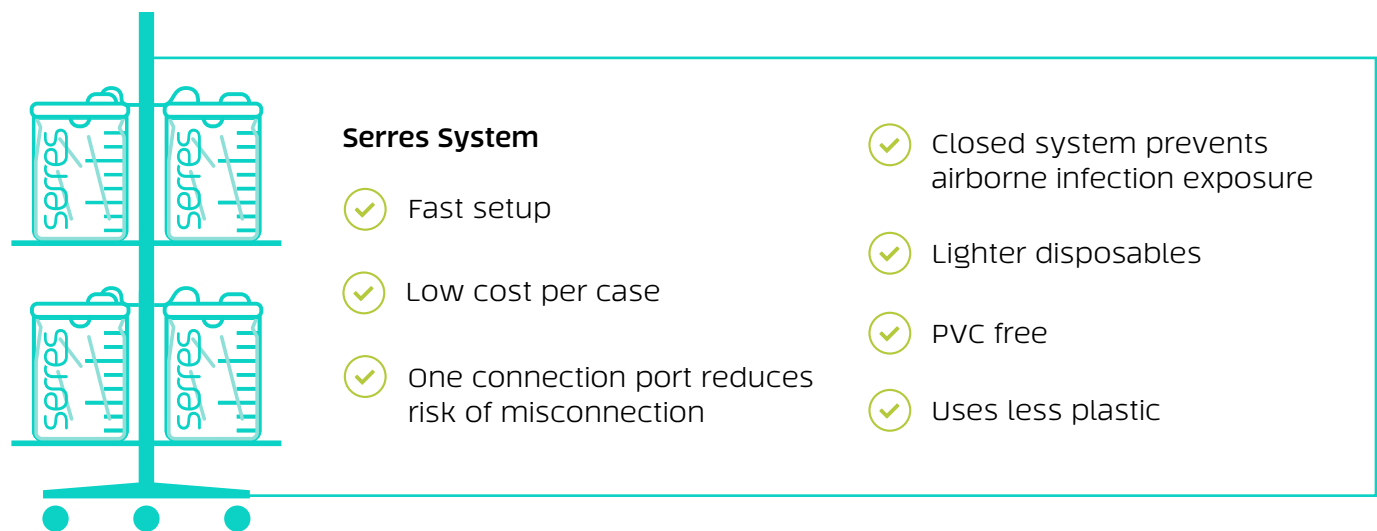 serres
serres
serres
serres
Serres System
Fast setup
Low cost per case
One connection port reduces
risk of misconnection
Closed system prevents
airborne infection exposure
Lighter disposables
PVC free
Uses less plastic